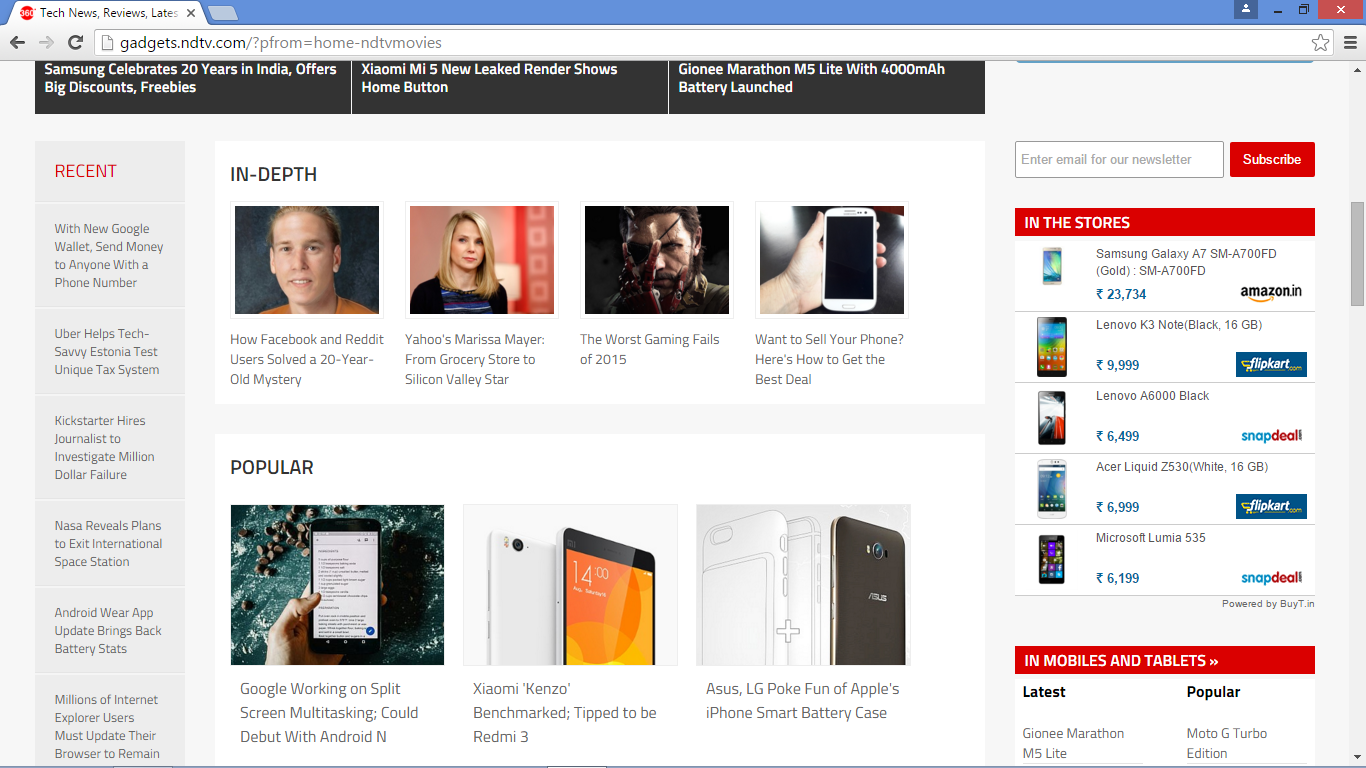 Tech News, Reviews, Lates
gadgets.ndtv.com/?pfrom=home-ndtvmovies
Samsung Celebrates 20 Years in India, Offers
Big Discounts, Freebies
Xiaomi Mi 5 New Leaked Render Shows
Home Button
Gionee Marathon M5 Lite With 4000mAh
Battery Launched
RECENT
With New Google
Wallet, Send Money
to Anyone With a
Phone Number
Uber Helps Tech-
Savvy Estonia Test
Unique Tax System
Kickstarter Hires
Journalist to
Investigate Million
Dollar Failure
Nasa Reveals Plans
to Exit International
Space Station
Android Wear App
Update Brings Back
Battery Stats
Millions of Internet
Explorer Users
Must Update Their
Browser to Remain
IN-DEPTH
How Facebook and Reddit
Users Solved a 20-Year-
Old Mystery
Yahoo's Marissa Mayer:
From Grocery Store to
Silicon Valley Star
The Worst Gaming Fails
of 2015
Want to Sell Your Phone?
Here's How to Get the
Best Deal
POPULAR
14:00
ASUS
Google Working on Split
Screen Multitasking; Could
Debut With Android N
Xiaomi 'Kenzo'
Benchmarked; Tipped to be
Redmi 3
Asus, LG Poke Fun of Apple's
iPhone Smart Battery Case
Enter email for our newsletter
Subscribe
IN THE STORES
Samsung Galaxy A7 SM-A700FD
(Gold) : SM-A700FD
₹ 23,734
amazon.in
Lenovo K3 Note(Black, 16 GB)
₹ 9,999
flipkart.com
Lenovo A6000 Black
₹ 6,499
snapdeal
Acer Liquid Z530(White, 16 GB)
₹ 6,999
flipkart.com
Microsoft Lumia 535
₹ 6,199
snapdeal
Powered by BuyT.in
IN MOBILES AND TABLETS »
Latest
Popular
Gionee Marathon
M5 Lite
Moto G Turbo
Edition